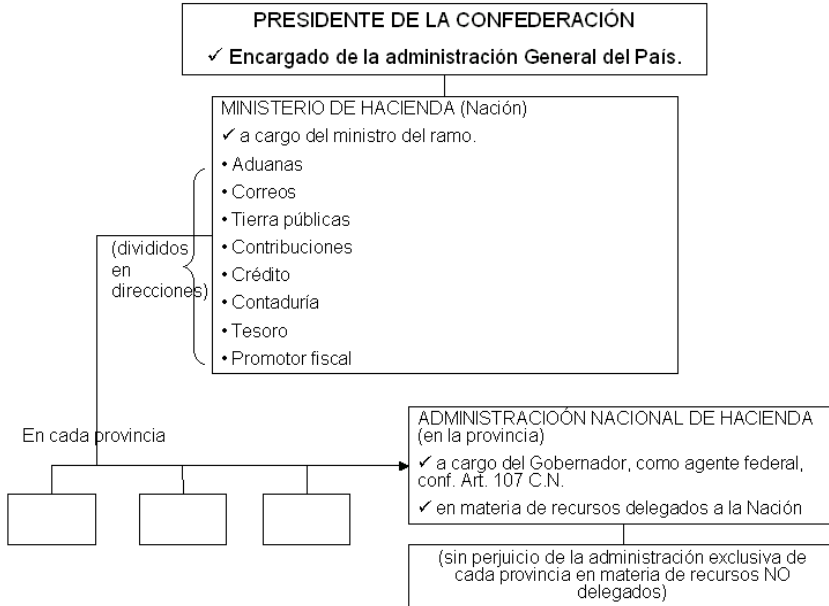 PRESIDENTE DE LA CONFEDERACIÓN
✓ Encargado de la administración General del País.
MINISTERIO DE HACIENDA (Nación)
✓ a cargo del ministro del ramo.
• Aduanas
• Correos
• Tierra públicas
• Contribuciones
• Crédito
• Contaduría
• Tesoro
• Promotor fiscal
(divididos
en
direcciones)
En cada provincia
ADMINISTRACIOÓN NACIONAL DE HACIENDA
(en la provincia)
✓ a cargo del Gobernador, como agente federal,
conf. Art. 107 C.N.
✓ en materia de recursos delegados a la Nación
(sin perjuicio de la administración exclusiva de
cada provincia en materia de recursos NO
delegados)